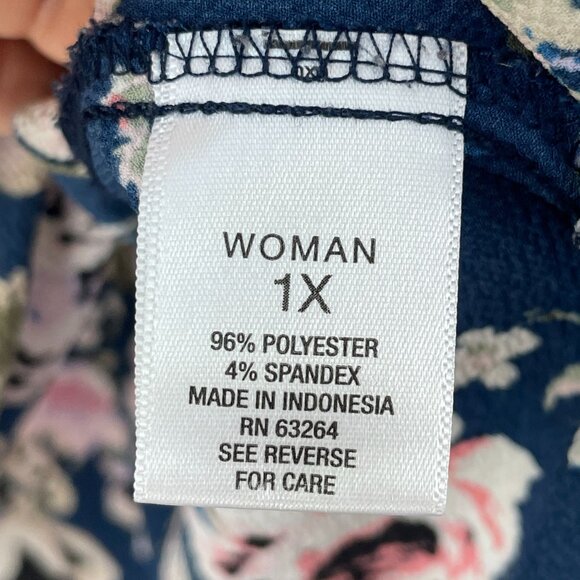 WOMAN
1X
96% POLYESTER
4% SPANDEX
MADE IN INDONESIA
RN 63264
SEE REVERSE
FOR CARE